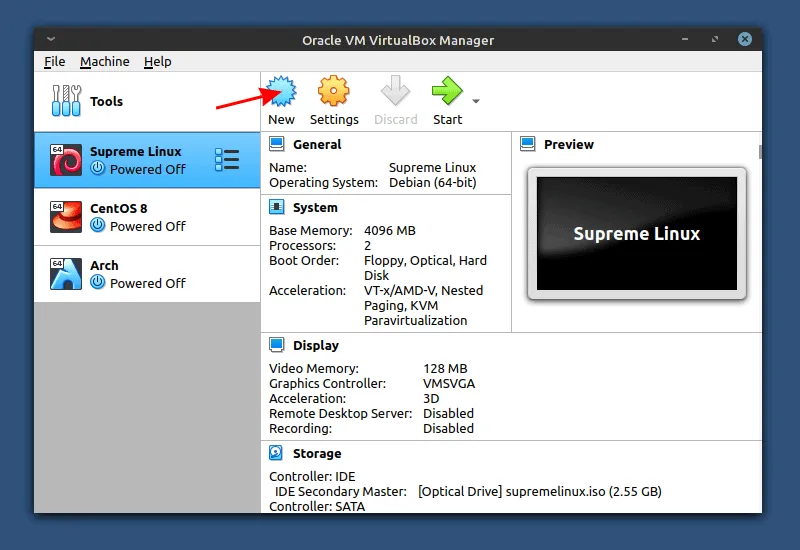 Oracle VM VirtualBox Manager
File Machine Help
Tools
New Settings Discard Start
64
Supreme Linux
Powered Off
64
CentOS 8
Powered Off
64
Arch
Powered Off
General
Name: Supreme Linux
Operating System: Debian (64-bit)
System
Base Memory: 4096 MB
Processors: 2
Boot Order: Floppy, Optical, Hard
Disk
Acceleration: VT-x/AMD-V, Nested
Paging, KVM
Paravirtualization
Preview
Supreme Linux
Display
Video Memory: 128 MB
Graphics Controller: VMSVGA
Acceleration: 3D
Remote Desktop Server: Disabled
Recording: Disabled
Storage
Controller: IDE
IDE Secondary Master: [Optical Drive] supremelinux.iso (2.55 GB)
Controller: SATA